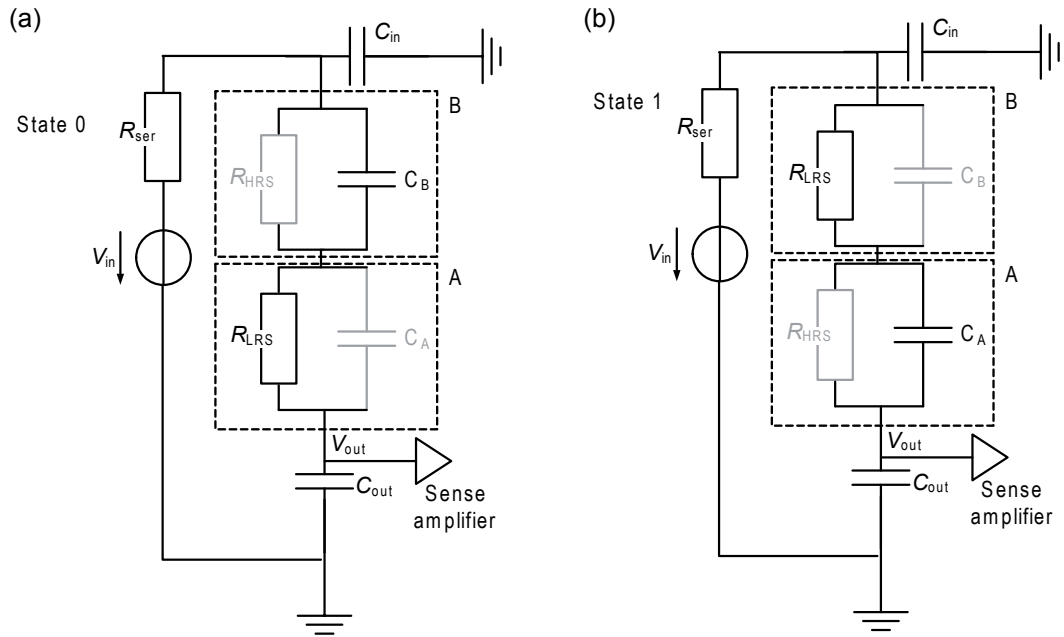 (a)
C_in
State 0
R_ser
B
R_HRS
C_B
V_in
A
R_LRS
C_A
V_out
C_out
Sense
amplifier
(b)
C_in
State 1
R_ser
B
R_LRS
C_B
V_in
A
R_HRS
C_A
V_out
C_out
Sense
amplifier